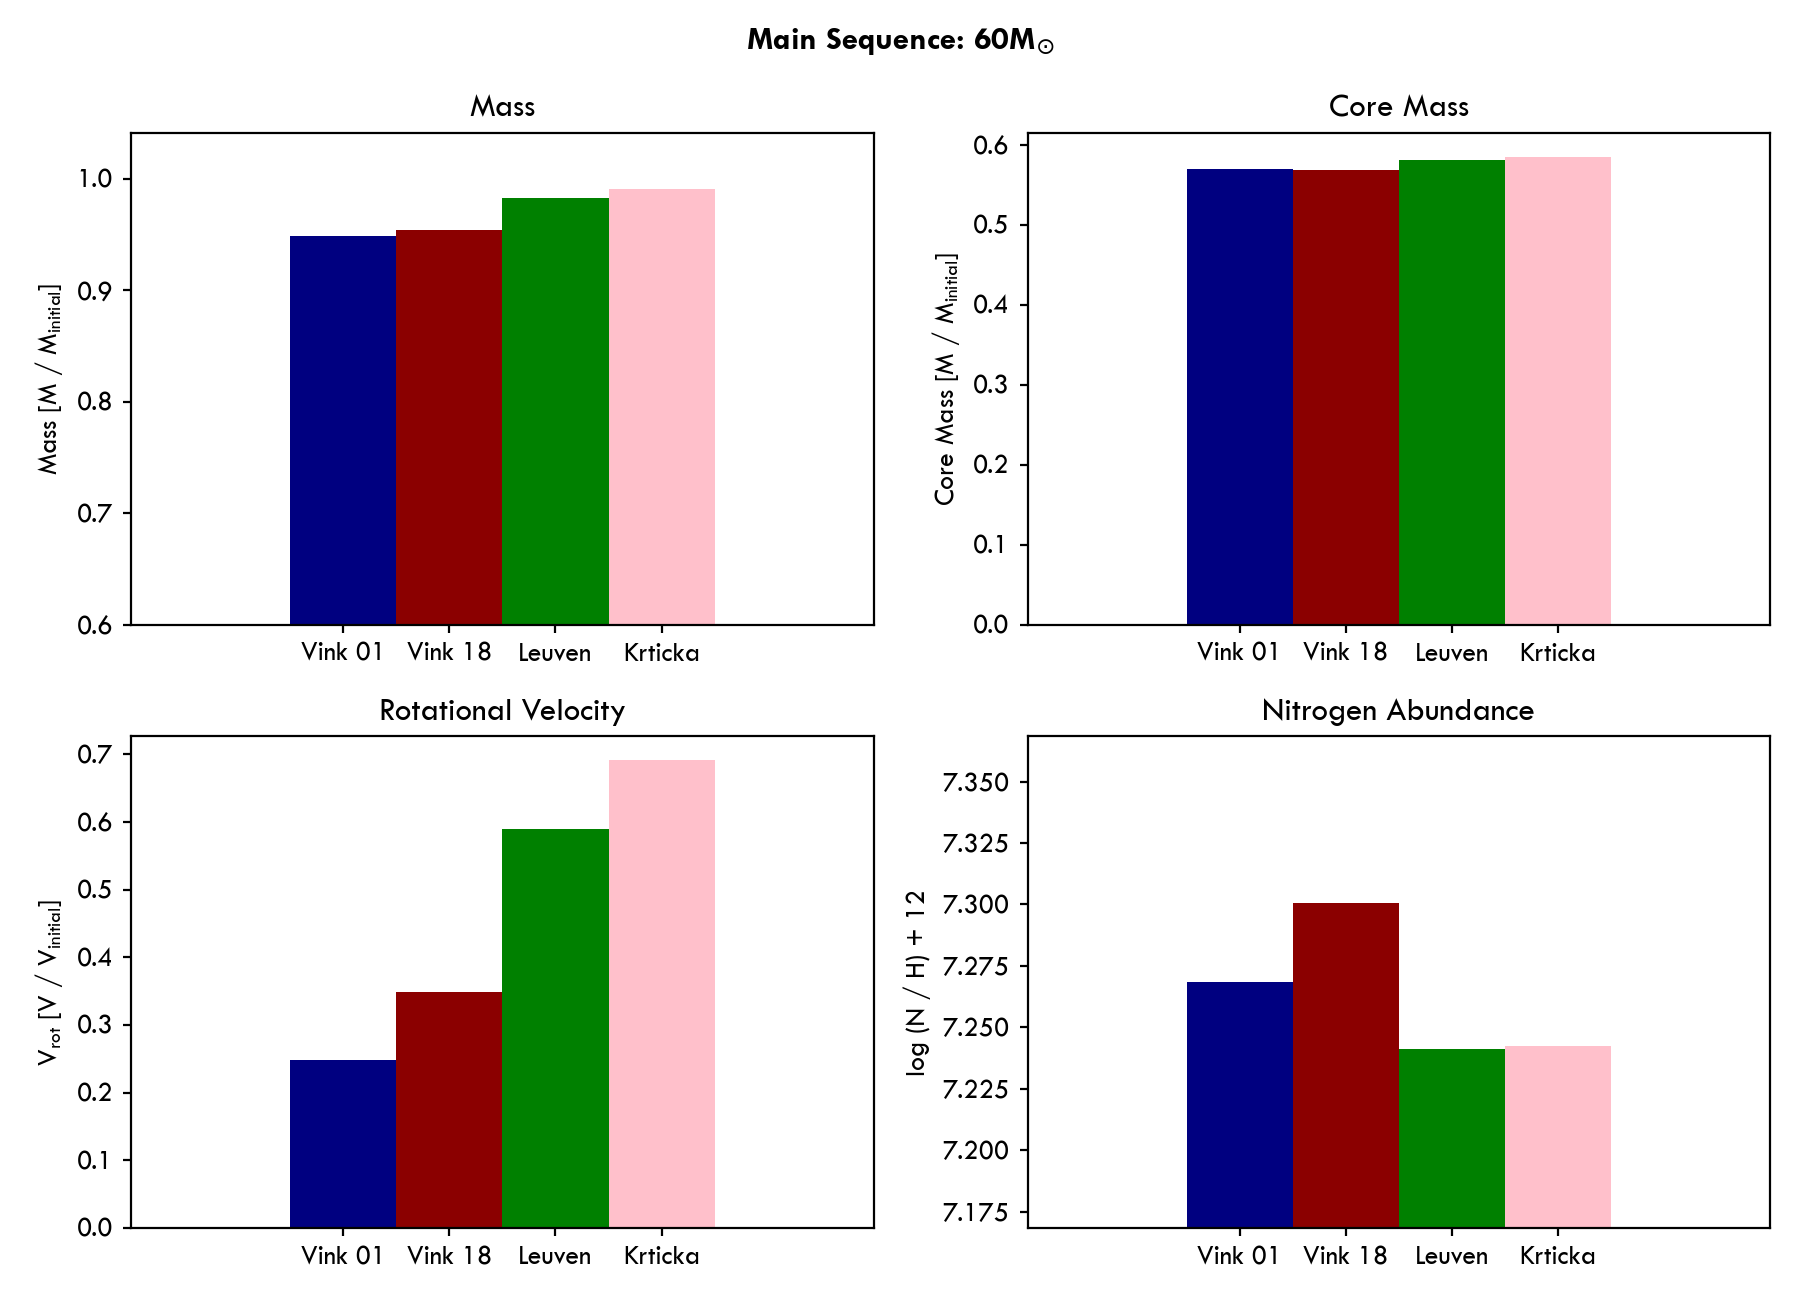 Main Sequence: 60M☉
Mass
Mass [M / Minitial]
1.0
0.9
0.8
0.7
0.6
Vink 01 Vink 18 Leuven Krticka
Core Mass
Core Mass [M / Minitial]
0.6
0.5
0.4
0.3
0.2
0.1
0.0
Vink 01 Vink 18 Leuven Krticka
Rotational Velocity
Vrot [V / Vinitial]
0.7
0.6
0.5
0.4
0.3
0.2
0.1
0.0
Vink 01 Vink 18 Leuven Krticka
Nitrogen Abundance
log (N / H) + 12
7.350
7.325
7.300
7.275
7.250
7.225
7.200
7.175
Vink 01 Vink 18 Leuven Krticka